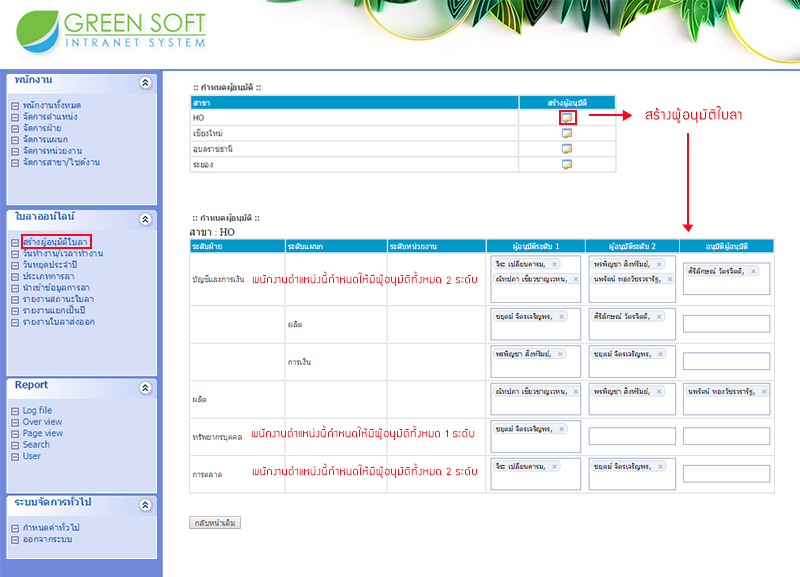 GREEN SOFT
INTRANET SYSTEM
พนักงาน
พนักงานทั้งหมด
จัดการตำแหน่ง
จัดการฝ่าย
จัดการแผนก
จัดการหน่วยงาน
จัดการสาขา/ไซต์งาน
ใบลาออนไลน์
สร้างผู้อนุมัติใบลา
วันทำงาน/เวลาทำงาน
วันหยุดประจำปี
ประเภทการลา
นำเข้าข้อมูลการลา
รายงานสถานะใบลา
รายงานแยกเป็นปี
รายงานใบลาส่งออก
Report
Log file
Over view
Page view
Search
User
ระบบจัดการทั่วไป
กำหนดค่าทั่วไป
ออกจากระบบ
:: กำหนดผู้อนุมัติ ::
สาขา สร้างผู้อนุมัติ
HO
เชียงใหม่
อุบลราชธานี
ระยอง
สร้างผู้อนุมัติใบลา
:: กำหนดผู้อนุมัติ ::
สาขา : HO
ระดับฝ่าย ระดับแผนก ระดับหน่วยงาน ผู้อนุมัติระดับ 1 ผู้อนุมัติระดับ 2 อนุมัติผู้อนุมัติ
วิระ เปลี่ยนคารม, พรพิญชา สิงห์ริมย์,
บัญชีและการเงิน พนักงานตำแหน่งนี้กำหนดให้มีผู้อนุมัติทั้งหมด 2 ระดับ ณัทปภา เชี่ยวชาญเวหน, นพรัตน์ ทองวัชรวรารัฐ, ศิริลักษณ์ วัตรจิตติ,
ผลิต ชยุตม์ จิตรเจริญพร, ศิริลักษณ์ วัตรจิตติ,
การเงิน พรพิญชา สิงห์ริมย์, ชยุตม์ จิตรเจริญพร,
ผลิต ณัทปภา เชี่ยวชาญเวหน, พรพิญชา สิงห์ริมย์, นพรัตน์ ทองวัชรวรารัฐ,
ทรัพยากรบุคคล พนักงานตำแหน่งนี้กำหนดให้มีผู้อนุมัติทั้งหมด 1 ระดับ ชยุตม์ จิตรเจริญพร,
การตลาด พนักงานตำแหน่งนี้กำหนดให้มีผู้อนุมัติทั้งหมด 2 ระดับ วิระ เปลี่ยนคารม, ชยุตม์ จิตรเจริญพร,
กลับหน้าเดิม